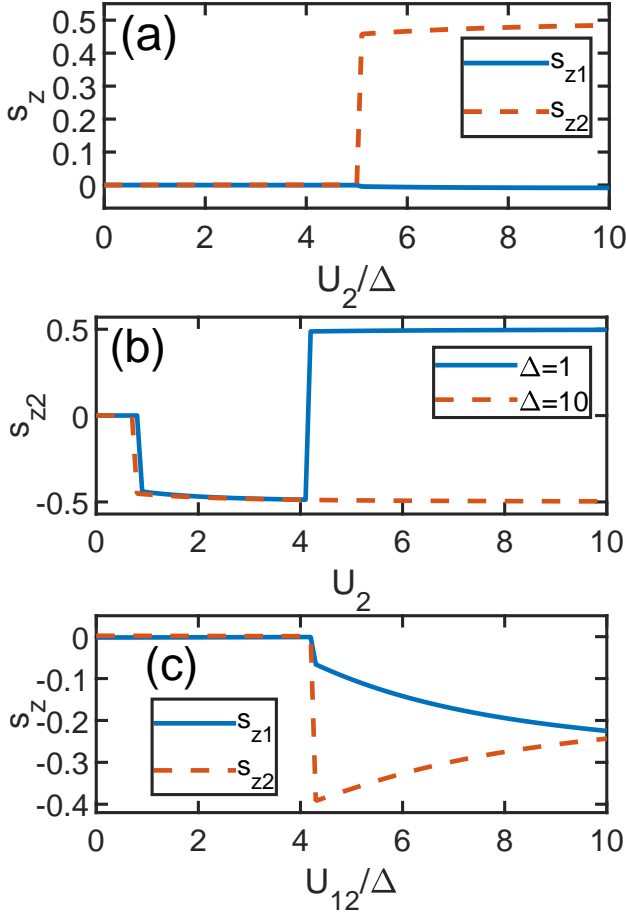 (a)
s_z
0.5
0.4
0.3
0.2
0.1
0
s_z1
s_z2
0 2 4 6 8 10
U_2/Δ
(b)
s_z2
0.5
0
-0.5
Δ=1
Δ=10
0 2 4 6 8 10
U_2
(c)
s_z
0
-0.1
-0.2
-0.3
-0.4
s_z1
s_z2
0 2 4 6 8 10
U_12/Δ